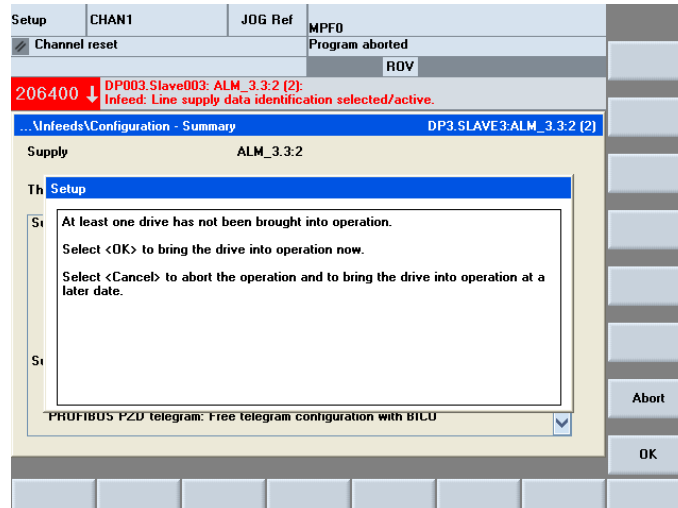 Setup CHAN1 JOG Ref MPF0
Channel reset Program aborted
ROV
206400 DP003.Slave003: ALM_3.3:2 (2):
Infeed: Line supply data identification selected/active.
...\Infeeds\Configuration - Summary DP3.SLAVE3:ALM_3.3:2 (2)
Supply ALM_3.3:2
Th
Setup
At least one drive has not been brought into operation.
Select <OK> to bring the drive into operation now.
Select <Cancel> to abort the operation and to bring the drive into operation at a
later date.
PROFIBUS PZD telegram: Free telegram configuration with BICO
Abort
OK